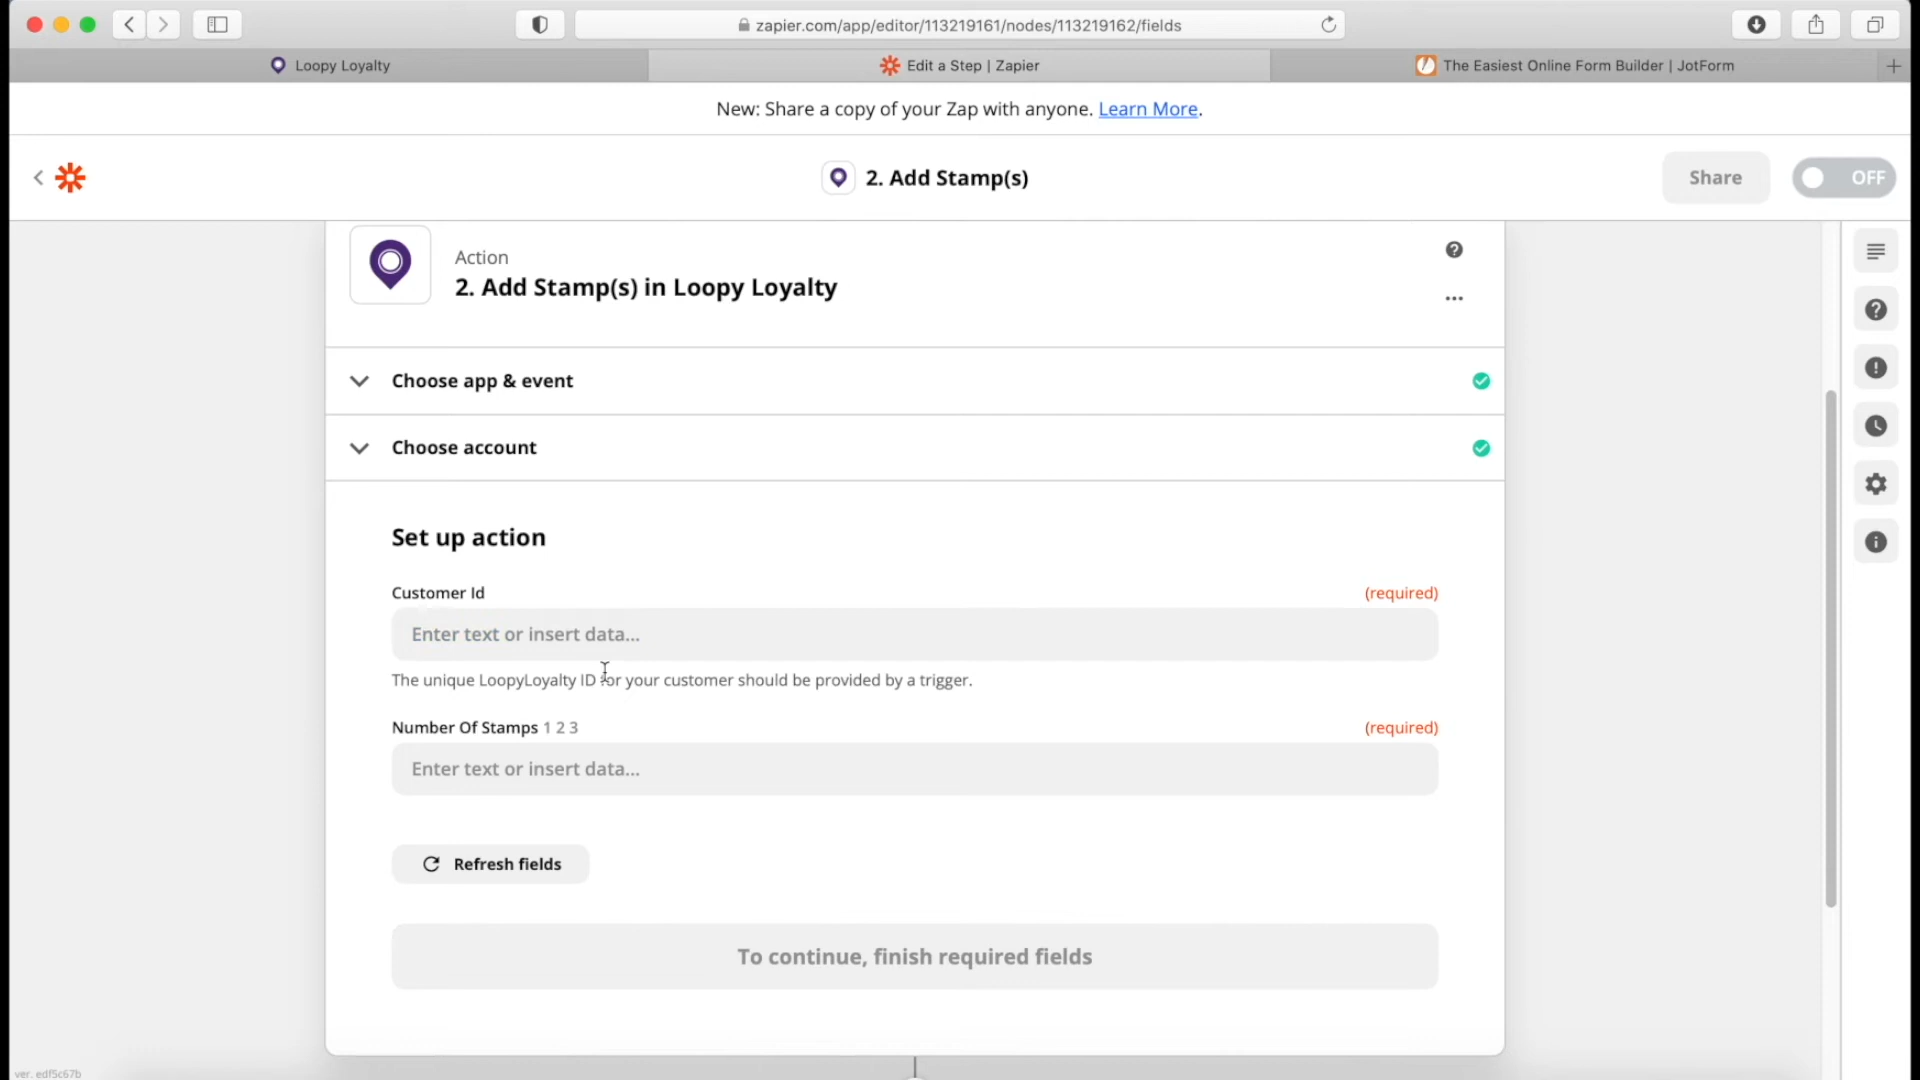 zapier.com/app/editor/113219161/nodes/113219162/fields
Loopy Loyalty
Edit a Step | Zapier
The Easiest Online Form Builder | JotForm
New: Share a copy of your Zap with anyone. Learn More.
2. Add Stamp(s)
Share
OFF
Action
2. Add Stamp(s) in Loopy Loyalty
Choose app & event
Choose account
Set up action
Customer Id
(required)
Enter text or insert data...
The unique LoopyLoyalty ID for your customer should be provided by a trigger.
Number Of Stamps 1 2 3
(required)
Enter text or insert data...
Refresh fields
To continue, finish required fields
ver. edf5c67b